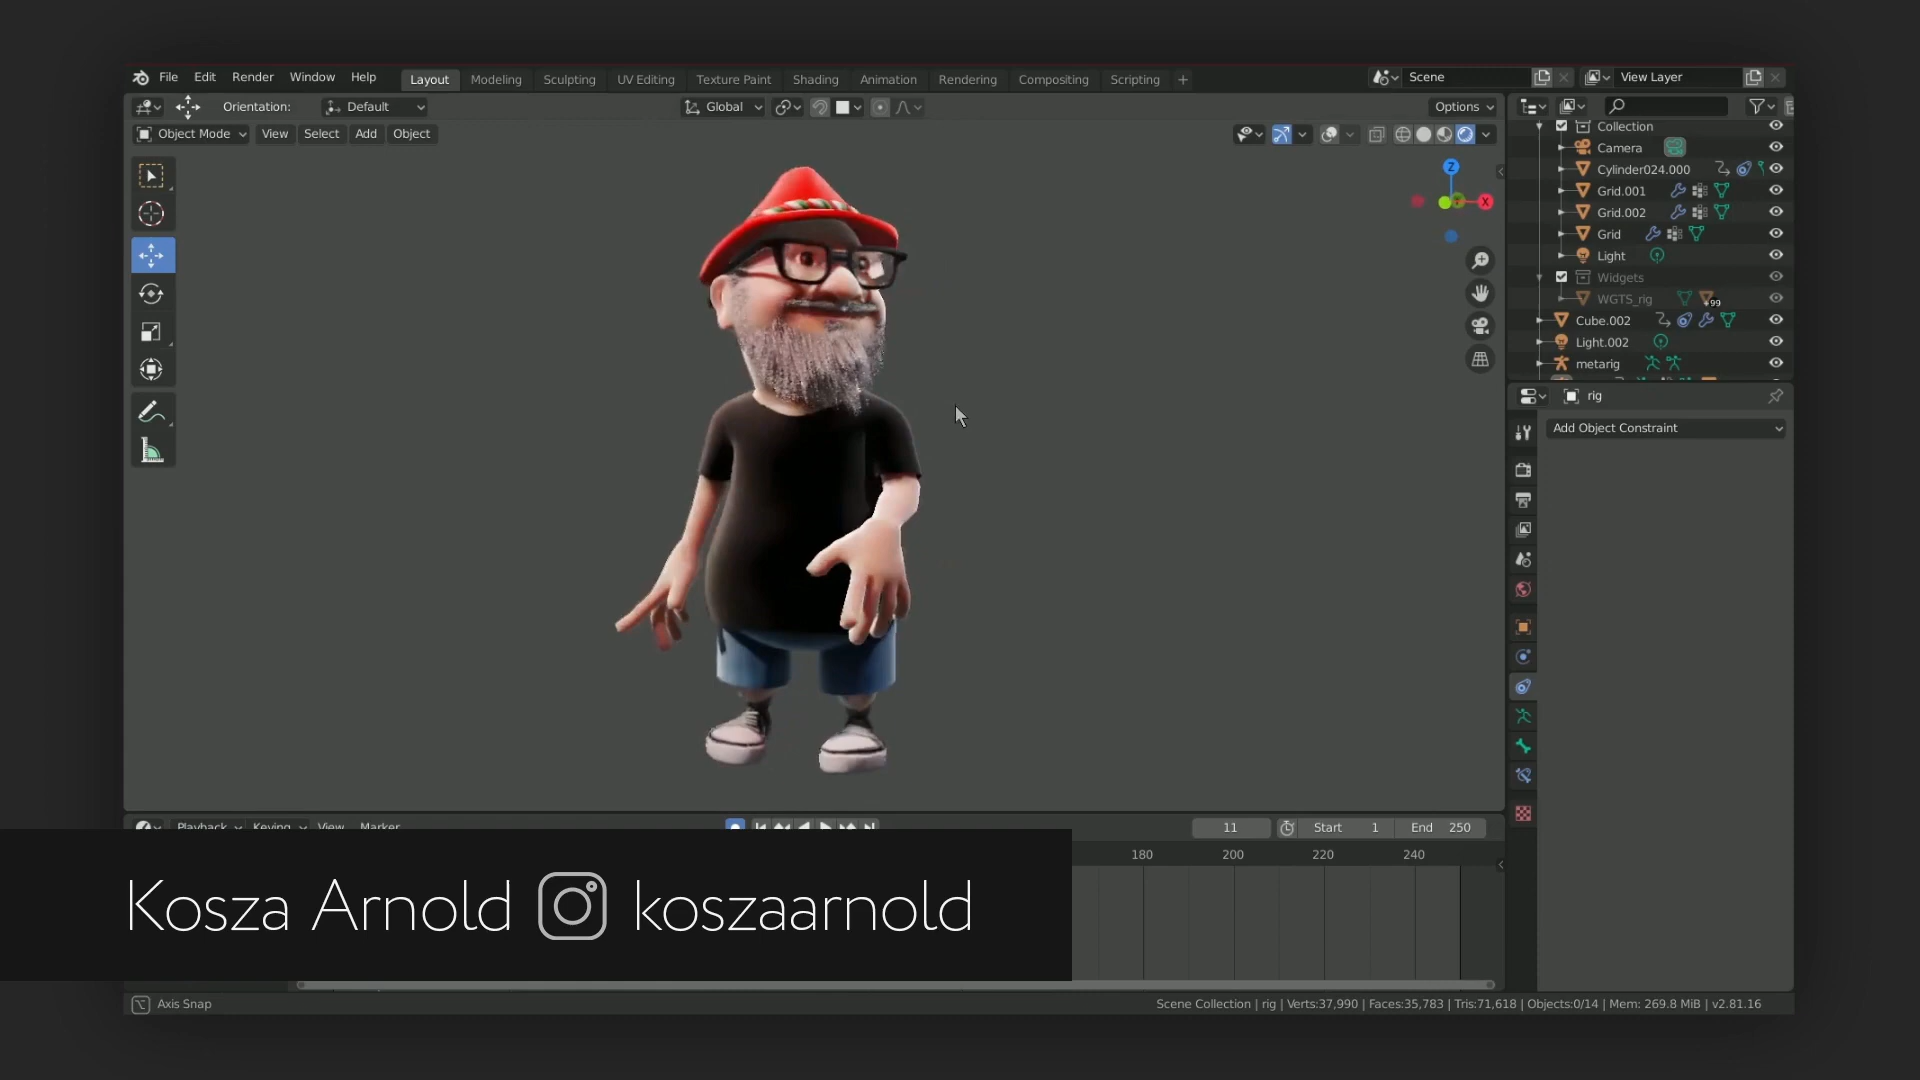 File Edit Render Window Help Layout Modeling Sculpting UV Editing Texture Paint Shading Animation Rendering Compositing Scripting + Scene View Layer
Orientation: Default Global Options
Object Mode View Select Add Object
Z
X
Collection
Camera
Cylinder024.000
Grid.001
Grid.002
Grid
Light
Widgets
WGTS_rig +99
Cube.002
Light.002
metarig
rig
Add Object Constraint
Playback Keying View Marker 11 Start 1 End 250
180 200 220 240
Kosza Arnold koszaarnold
Axis Snap Scene Collection | rig | Verts:37,990 | Faces:35,783 | Tris:71,618 | Objects:0/14 | Mem: 269.8 MiB | v2.81.16